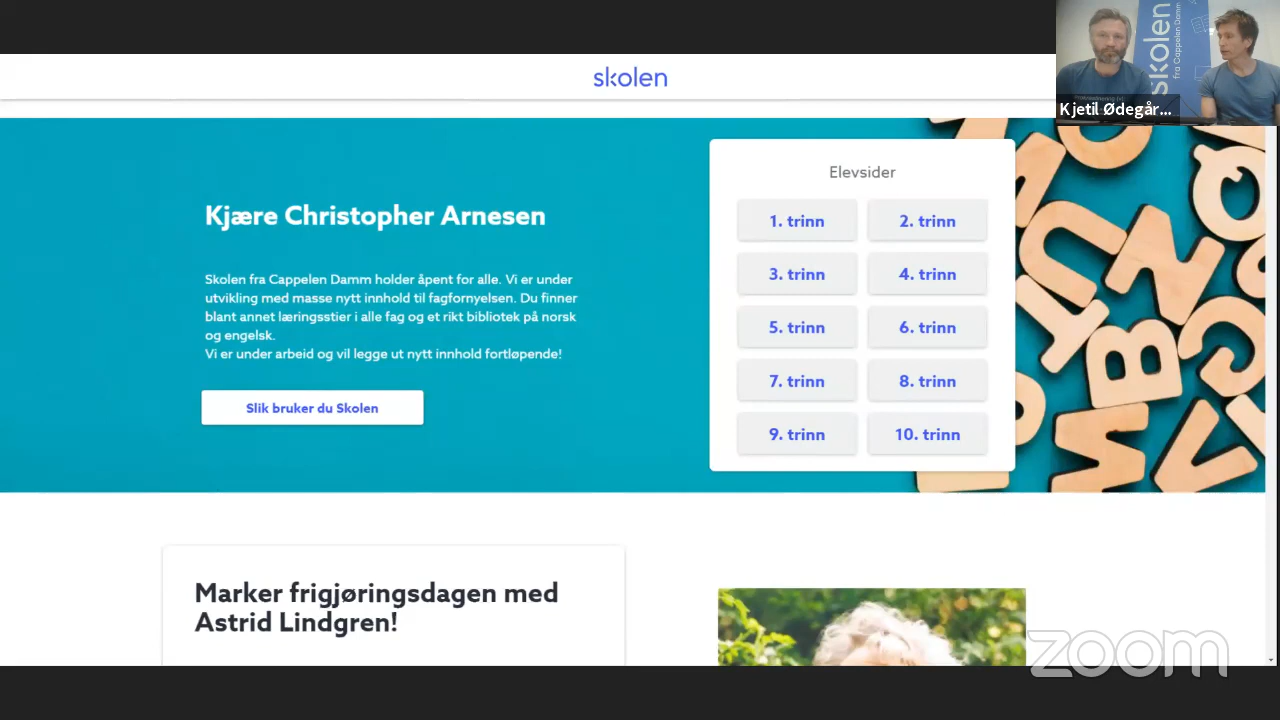 skolen
skolen
fra Cappelen Damm
Kjetil Ødegår...
Kjære Christopher Arnesen
Skolen fra Cappelen Damm holder åpent for alle. Vi er under
utvikling med masse nytt innhold til fagfornyelsen. Du finner
blant annet læringsstier i alle fag og et rikt bibliotek på norsk
og engelsk.
Vi er under arbeid og vil legge ut nytt innhold fortløpende!
Slik bruker du Skolen
Elevsider
1. trinn
2. trinn
3. trinn
4. trinn
5. trinn
6. trinn
7. trinn
8. trinn
9. trinn
10. trinn
Marker frigjøringsdagen med
Astrid Lindgren!
zoom